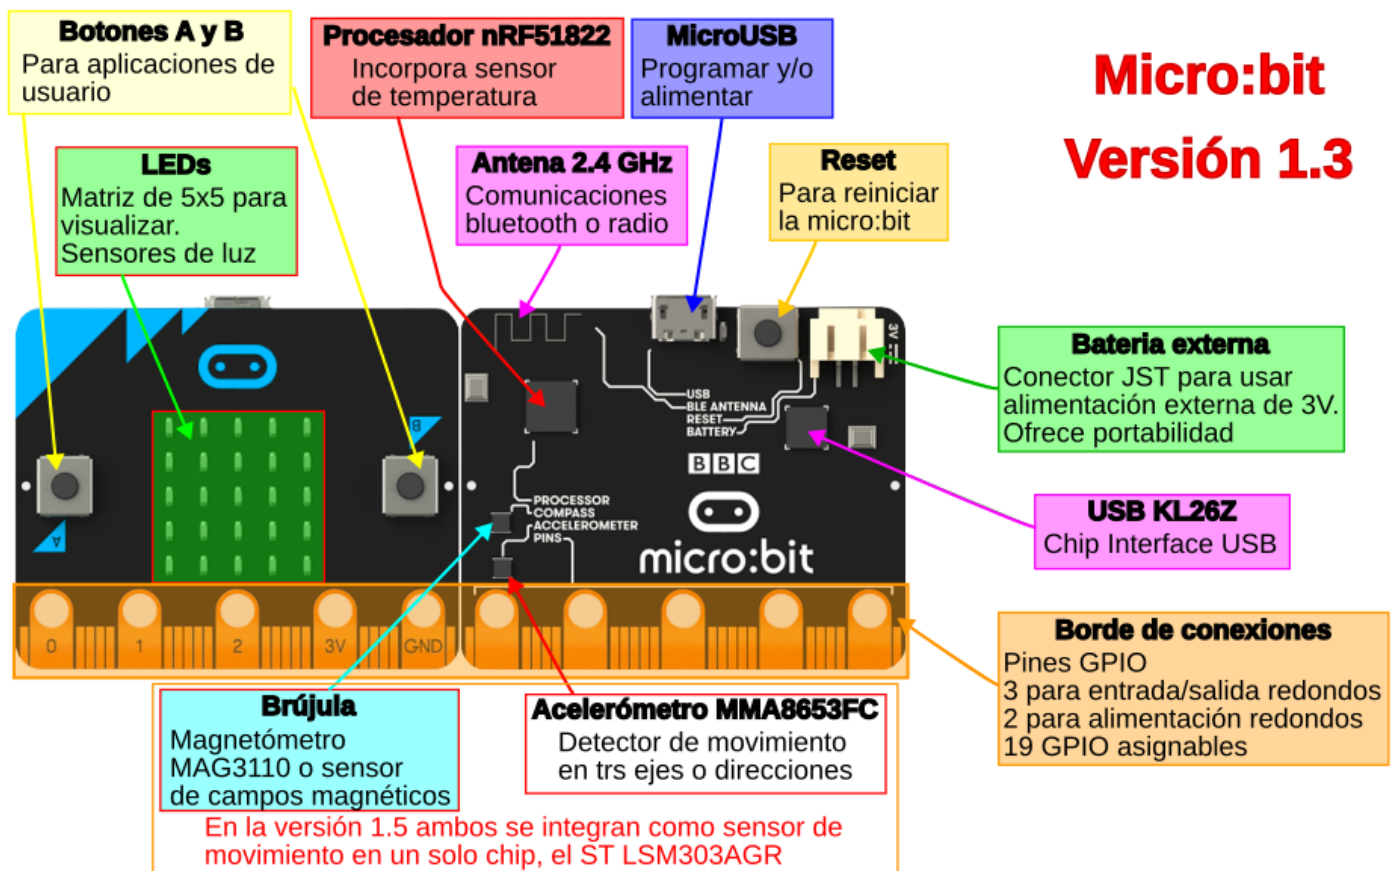 Botones A y B
Para aplicaciones de
usuario
Procesador nRF51822
Incorpora sensor
de temperatura
MicroUSB
Programar y/o
alimentar
Micro:bit
Versión 1.3
LEDs
Matriz de 5x5 para
visualizar.
Sensores de luz
Antena 2.4 GHz
Comunicaciones
bluetooth o radio
Reset
Para reiniciar
la micro:bit
3V
Bateria externa
Conector JST para usar
alimentación externa de 3V.
Ofrece portabilidad
USB
BLE ANTENNA
RESET
BATTERY
B
A
BBC
PROCESSOR
COMPASS
ACCELEROMETER
PINS
micro:bit
USB KL26Z
Chip Interface USB
0 1 2 3V GND
Borde de conexiones
Pines GPIO
3 para entrada/salida redondos
2 para alimentación redondos
19 GPIO asignables
Brújula
Magnetómetro
MAG3110 o sensor
de campos magnéticos
Acelerómetro MMA8653FC
Detector de movimiento
en trs ejes o direcciones
En la versión 1.5 ambos se integran como sensor de
movimiento en un solo chip, el ST LSM303AGR